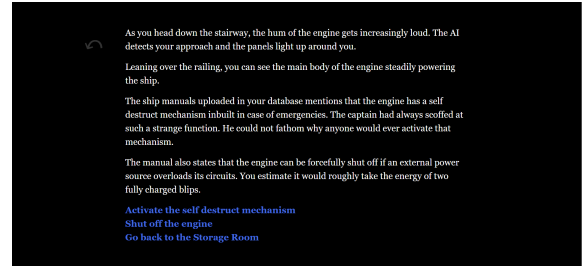 As you head down the stairway, the hum of the engine gets increasingly loud. The AI
detects your approach and the panels light up around you.
Leaning over the railing, you can see the main body of the engine steadily powering
the ship.
The ship manuals uploaded in your database mentions that the engine has a self
destruct mechanism inbuilt in case of emergencies. The captain had always scoffed at
such a strange function. He could not fathom why anyone would ever activate that
mechanism.
The manual also states that the engine can be forcefully shut off if an external power
source overloads its circuits. You estimate it would roughly take the energy of two
fully charged blips.
Activate the self destruct mechanism
Shut off the engine
Go back to the Storage Room